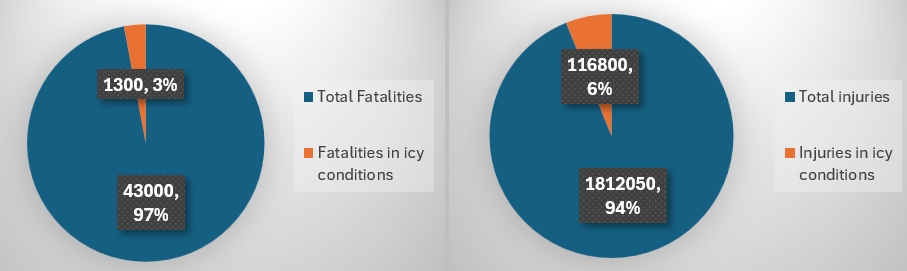 1300, 3%
43000,
97%
Total Fatalities
Fatalities in icy
conditions
116800,
6%
1812050,
94%
Total injuries
Injuries in icy
conditions